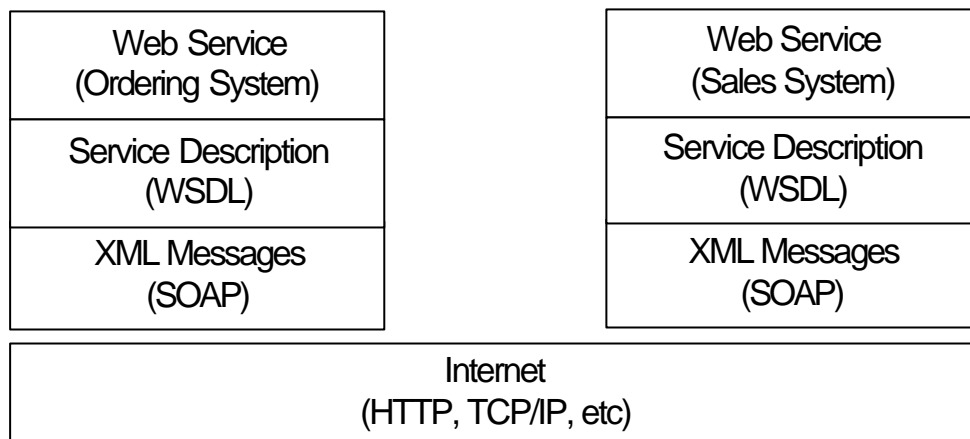 Web Service
(Ordering System)
Service Description
(WSDL)
XML Messages
(SOAP)
Web Service
(Sales System)
Service Description
(WSDL)
XML Messages
(SOAP)
Internet
(HTTP, TCP/IP, etc)